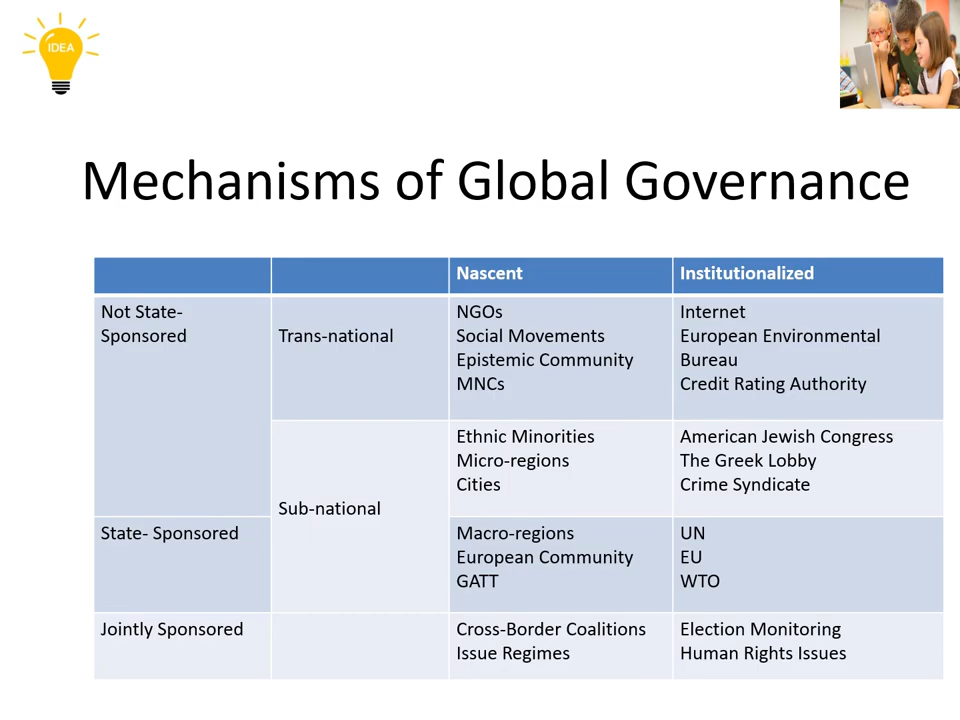 IDEA
Mechanisms of Global Governance
Nascent
Institutionalized
Not State-
Sponsored
Trans-national
NGOs
Social Movements
Epistemic Community
MNCs
Internet
European Environmental
Bureau
Credit Rating Authority
Sub-national
Ethnic Minorities
Micro-regions
Cities
American Jewish Congress
The Greek Lobby
Crime Syndicate
State- Sponsored
Macro-regions
European Community
GATT
UN
EU
WTO
Jointly Sponsored
Cross-Border Coalitions
Issue Regimes
Election Monitoring
Human Rights Issues